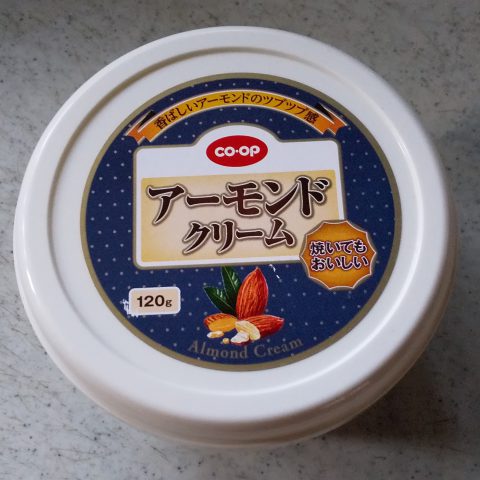 香ばしいアーモンドのツブツブ感
CO·OP
アーモンド
クリーム
焼いても
おいしい
120g
Almond Cream